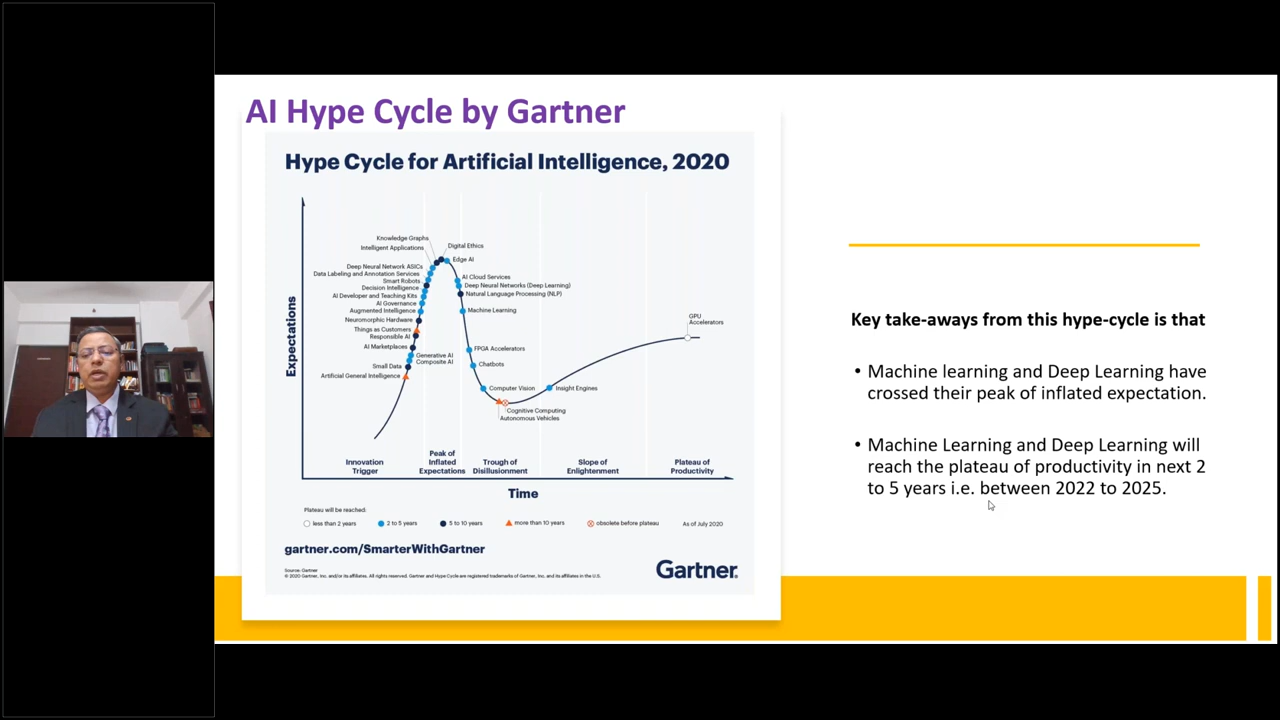 AI Hype Cycle by Gartner
Hype Cycle for Artificial Intelligence, 2020
Expectations
Knowledge Graphs
Intelligent Applications
Deep Neural Network ASICs
Data Labeling and Annotation Services
Smart Robots
Decision Intelligence
AI Developer and Teaching Kits
AI Governance
Augmented Intelligence
Neuromorphic Hardware
Things as Customers
Responsible AI
AI Marketplaces
Generative AI
Composite AI
Small Data
Artificial General Intelligence
Digital Ethics
Edge AI
AI Cloud Services
Deep Neural Networks (Deep Learning)
Natural Language Processing (NLP)
Machine Learning
FPGA Accelerators
Chatbots
Computer Vision
Insight Engines
Cognitive Computing
Autonomous Vehicles
GPU
Accelerators
Innovation
Trigger
Peak of
Inflated
Expectations
Trough of
Disillusionment
Slope of
Enlightenment
Plateau of
Productivity
Time
Plateau will be reached:
less than 2 years
2 to 5 years
5 to 10 years
more than 10 years
obsolete before plateau
As of July 2020
gartner.com/SmarterWithGartner
Source: Gartner
© 2020 Gartner, Inc. and/or its affiliates. All rights reserved. Gartner and Hype Cycle are registered trademarks of Gartner, Inc. and its affiliates in the U.S.
Gartner
Key take-aways from this hype-cycle is that
• Machine learning and Deep Learning have
crossed their peak of inflated expectation.
• Machine Learning and Deep Learning will
reach the plateau of productivity in next 2
to 5 years i.e. between 2022 to 2025.